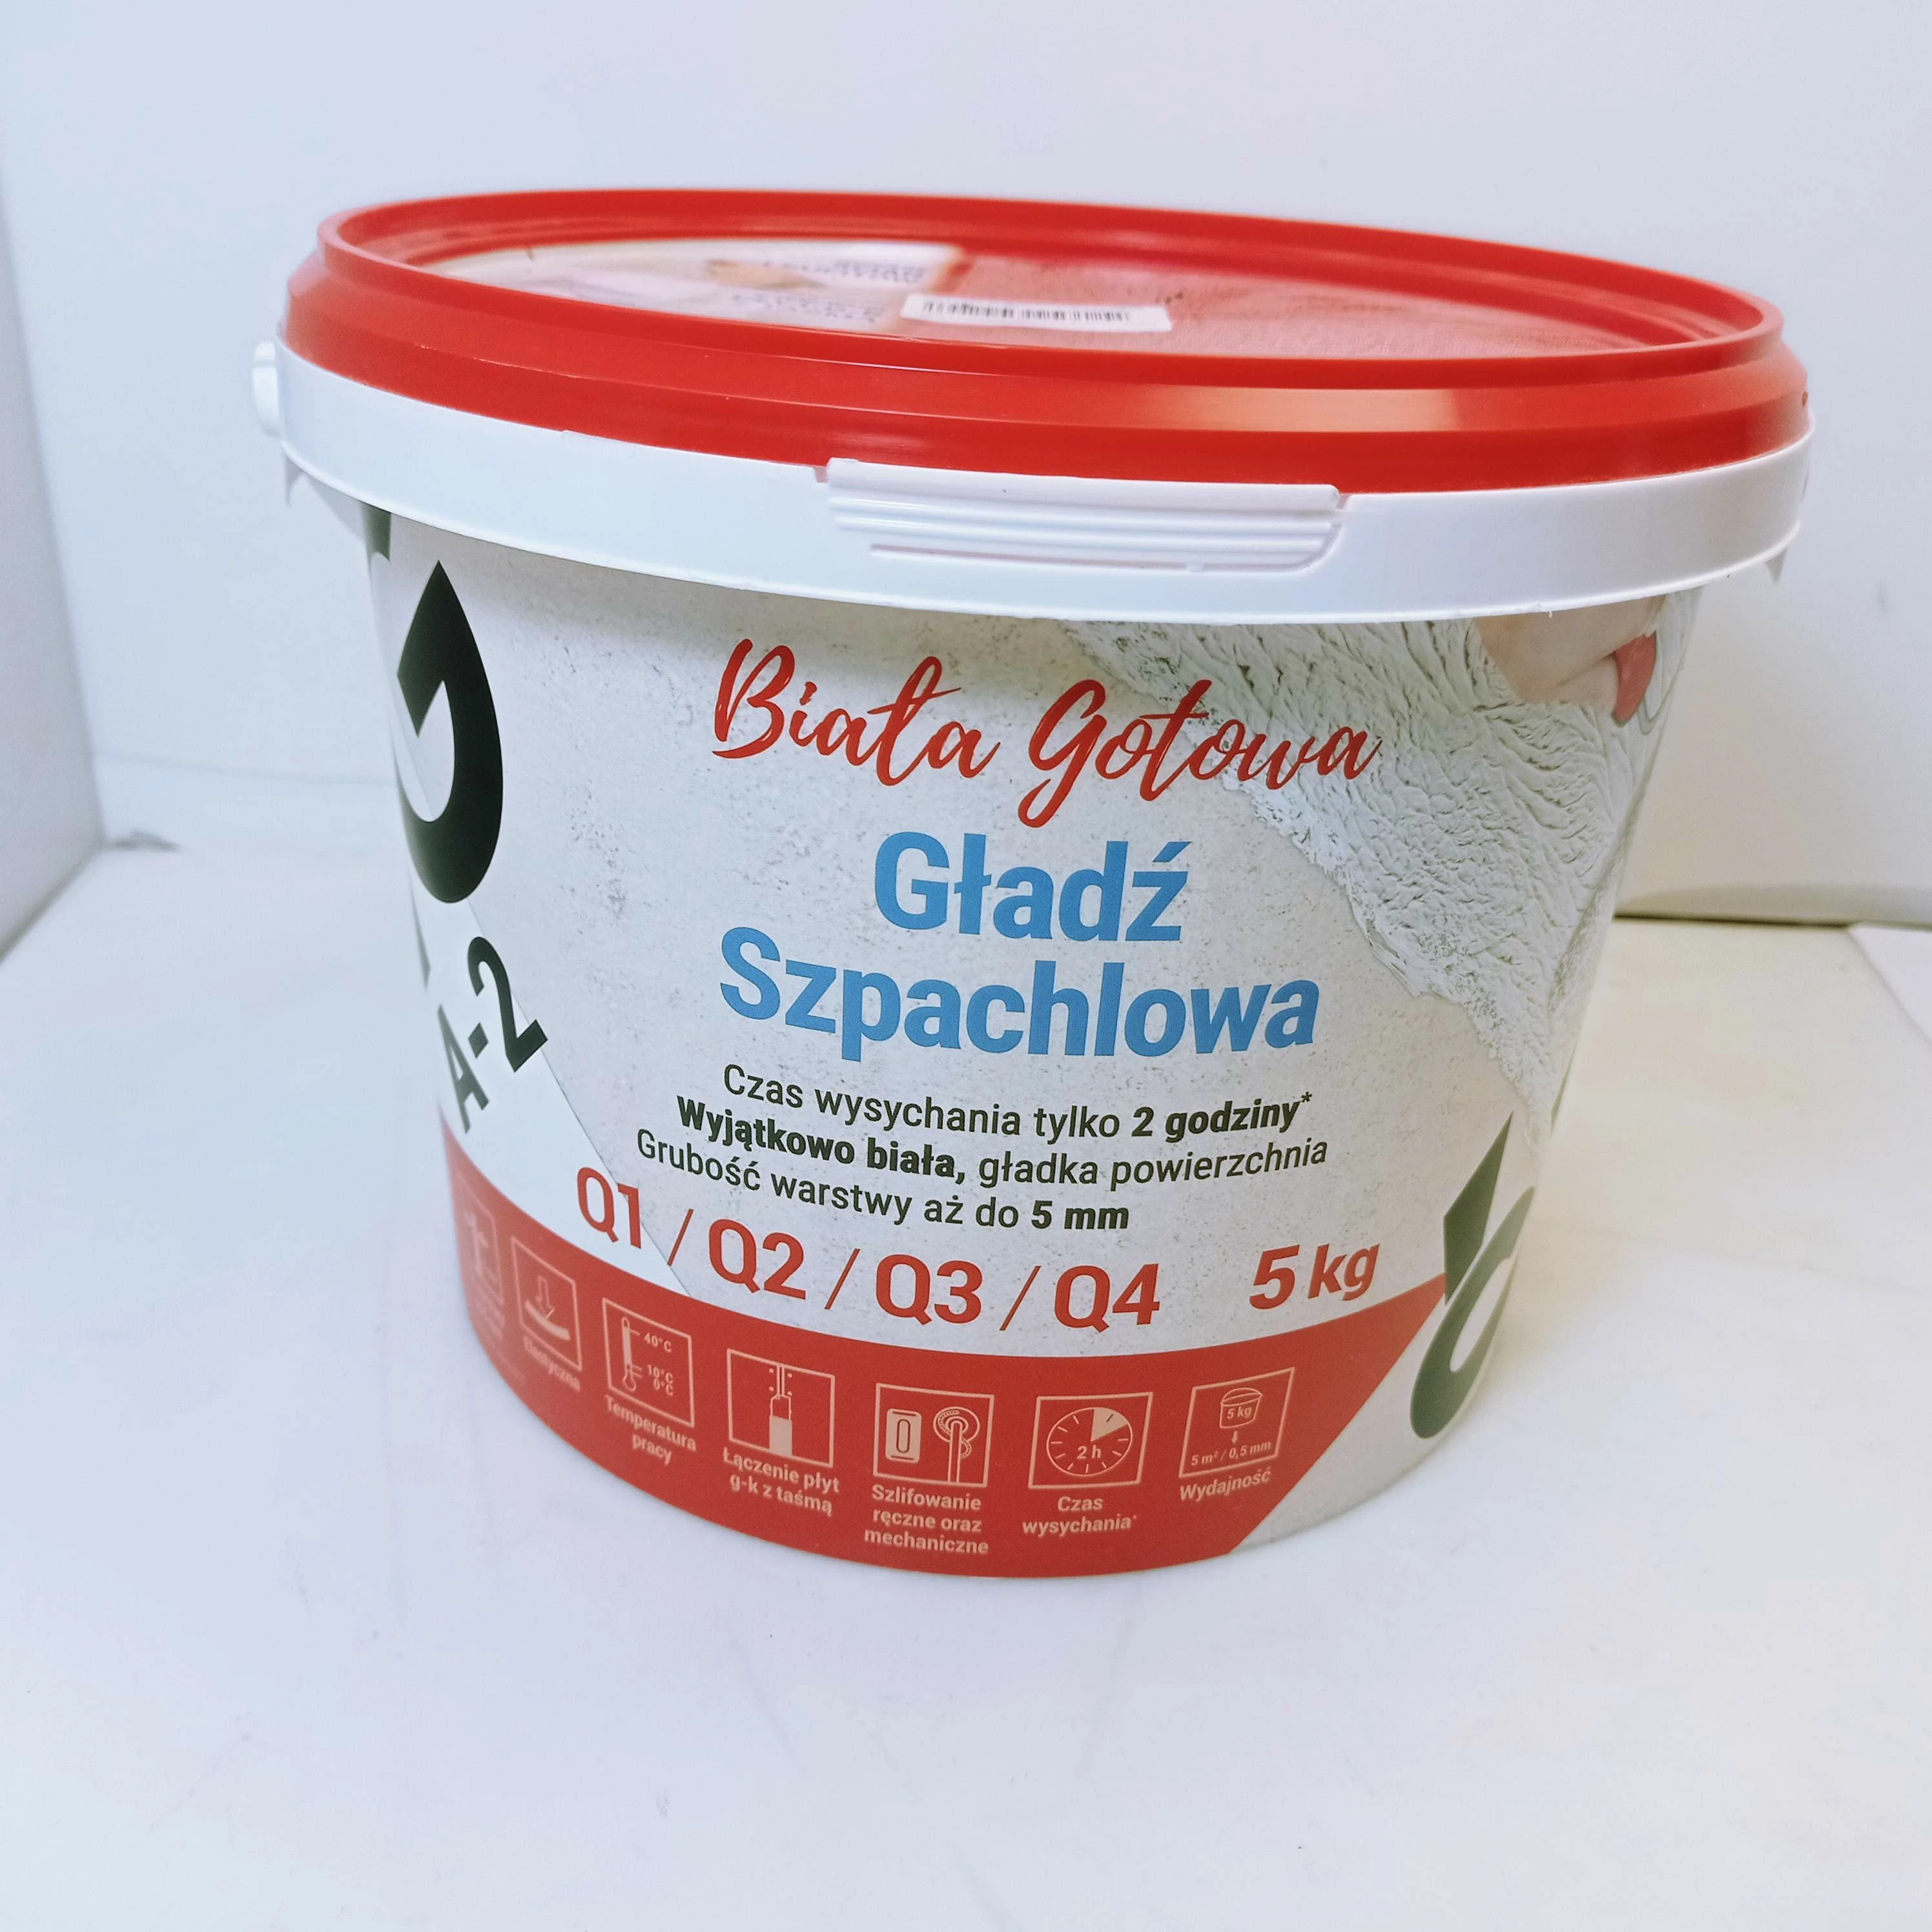 Biała Gotowa
Gładź
Szpachlowa
Czas wysychania tylko 2 godziny*
Wyjątkowo biała, gładka powierzchnia
Grubość warstwy aż do 5 mm
Q1 / Q2 / Q3 / Q4 5 kg
A·2
Elastyczna
40°C
10°C
0°C
Temperatura
pracy
Łączenie płyt
g-k z taśmą
Szlifowanie
ręczne oraz
mechaniczne
2 h
Czas
wysychania*
5 kg
5 m² / 0,5 mm
Wydajność